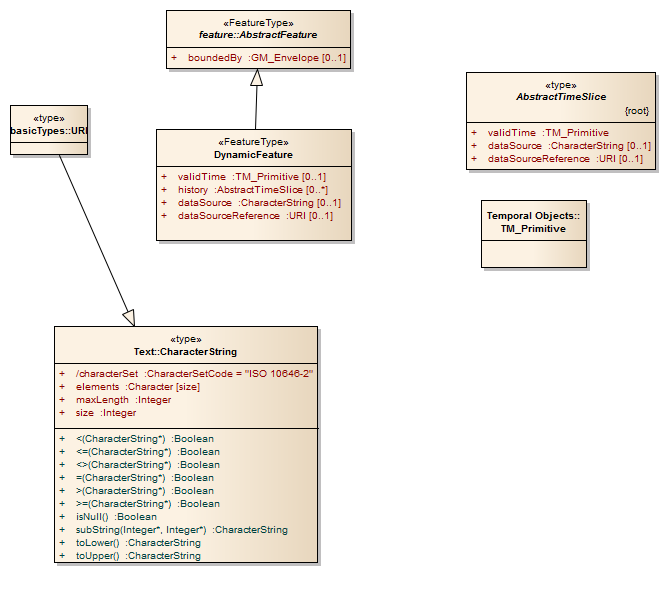 «FeatureType»
feature::AbstractFeature
+ boundedBy :GM_Envelope [0..1]
«type»
basicTypes::URI
«FeatureType»
DynamicFeature
+ validTime :TM_Primitive [0..1]
+ history :AbstractTimeSlice [0..*]
+ dataSource :CharacterString [0..1]
+ dataSourceReference :URI [0..1]
«type»
AbstractTimeSlice
{root}
+ validTime :TM_Primitive
+ dataSource :CharacterString [0..1]
+ dataSourceReference :URI [0..1]
Temporal Objects::
TM_Primitive
«type»
Text::CharacterString
+ /characterSet :CharacterSetCode = "ISO 10646-2"
+ elements :Character [size]
+ maxLength :Integer
+ size :Integer
+ <(CharacterString*) :Boolean
+ <=(CharacterString*) :Boolean
+ <>(CharacterString*) :Boolean
+ =(CharacterString*) :Boolean
+ >(CharacterString*) :Boolean
+ >=(CharacterString*) :Boolean
+ isNull() :Boolean
+ subString(Integer*, Integer*) :CharacterString
+ toLower() :CharacterString
+ toUpper() :CharacterString